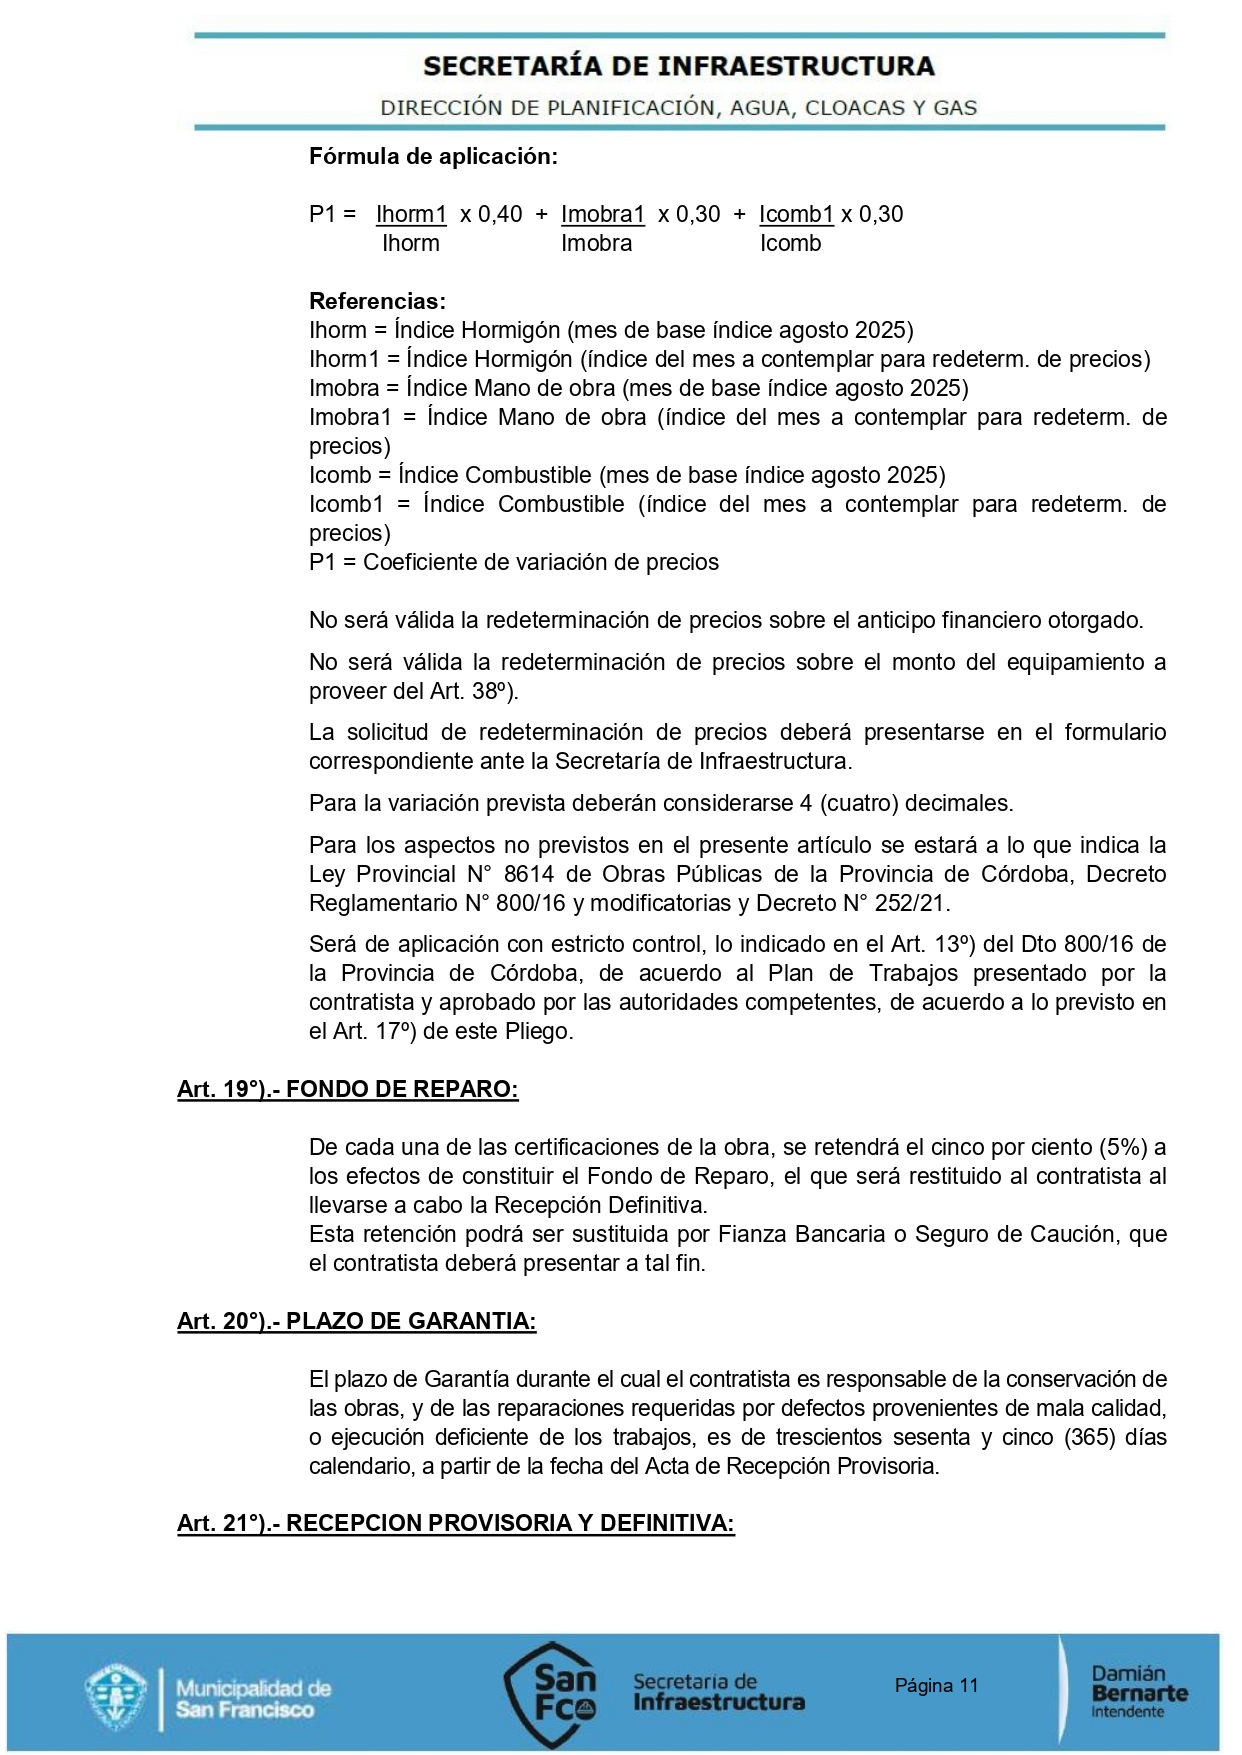 SECRETARÍA DE INFRAESTRUCTURA
DIRECCIÓN DE PLANIFICACIÓN, AGUA, CLOACAS Y GAS
Fórmula de aplicación:
P1 = Ihorm1 x 0,40 + Imobra1 x 0,30 + Icomb1 x 0,30
Ihorm Imobra Icomb
Referencias:
Ihorm = Índice Hormigón (mes de base índice agosto 2025)
Ihorm1 = Índice Hormigón (índice del mes a contemplar para redeterm. de precios)
Imobra = Índice Mano de obra (mes de base índice agosto 2025)
Imobra1 = Índice Mano de obra (índice del mes a contemplar para redeterm. de
precios)
Icomb = Índice Combustible (mes de base índice agosto 2025)
Icomb1 = Índice Combustible (índice del mes a contemplar para redeterm. de
precios)
P1 = Coeficiente de variación de precios
No será válida la redeterminación de precios sobre el anticipo financiero otorgado.
No será válida la redeterminación de precios sobre el monto del equipamiento a
proveer del Art. 38º).
La solicitud de redeterminación de precios deberá presentarse en el formulario
correspondiente ante la Secretaría de Infraestructura.
Para la variación prevista deberán considerarse 4 (cuatro) decimales.
Para los aspectos no previstos en el presente artículo se estará a lo que indica la
Ley Provincial N° 8614 de Obras Públicas de la Provincia de Córdoba, Decreto
Reglamentario N° 800/16 y modificatorias y Decreto N° 252/21.
Será de aplicación con estricto control, lo indicado en el Art. 13º) del Dto 800/16 de
la Provincia de Córdoba, de acuerdo al Plan de Trabajos presentado por la
contratista y aprobado por las autoridades competentes, de acuerdo a lo previsto en
el Art. 17º) de este Pliego.
Art. 19°).- FONDO DE REPARO:
De cada una de las certificaciones de la obra, se retendrá el cinco por ciento (5%) a
los efectos de constituir el Fondo de Reparo, el que será restituido al contratista al
llevarse a cabo la Recepción Definitiva.
Esta retención podrá ser sustituida por Fianza Bancaria o Seguro de Caución, que
el contratista deberá presentar a tal fin.
Art. 20°).- PLAZO DE GARANTIA:
El plazo de Garantía durante el cual el contratista es responsable de la conservación de
las obras, y de las reparaciones requeridas por defectos provenientes de mala calidad,
o ejecución deficiente de los trabajos, es de trescientos sesenta y cinco (365) días
calendario, a partir de la fecha del Acta de Recepción Provisoria.
Art. 21°).- RECEPCION PROVISORIA Y DEFINITIVA:
Municipalidad de
San Francisco
San
Fco
Secretaría de
Infraestructura
Página 11
Damián
Bernarte
Intendente